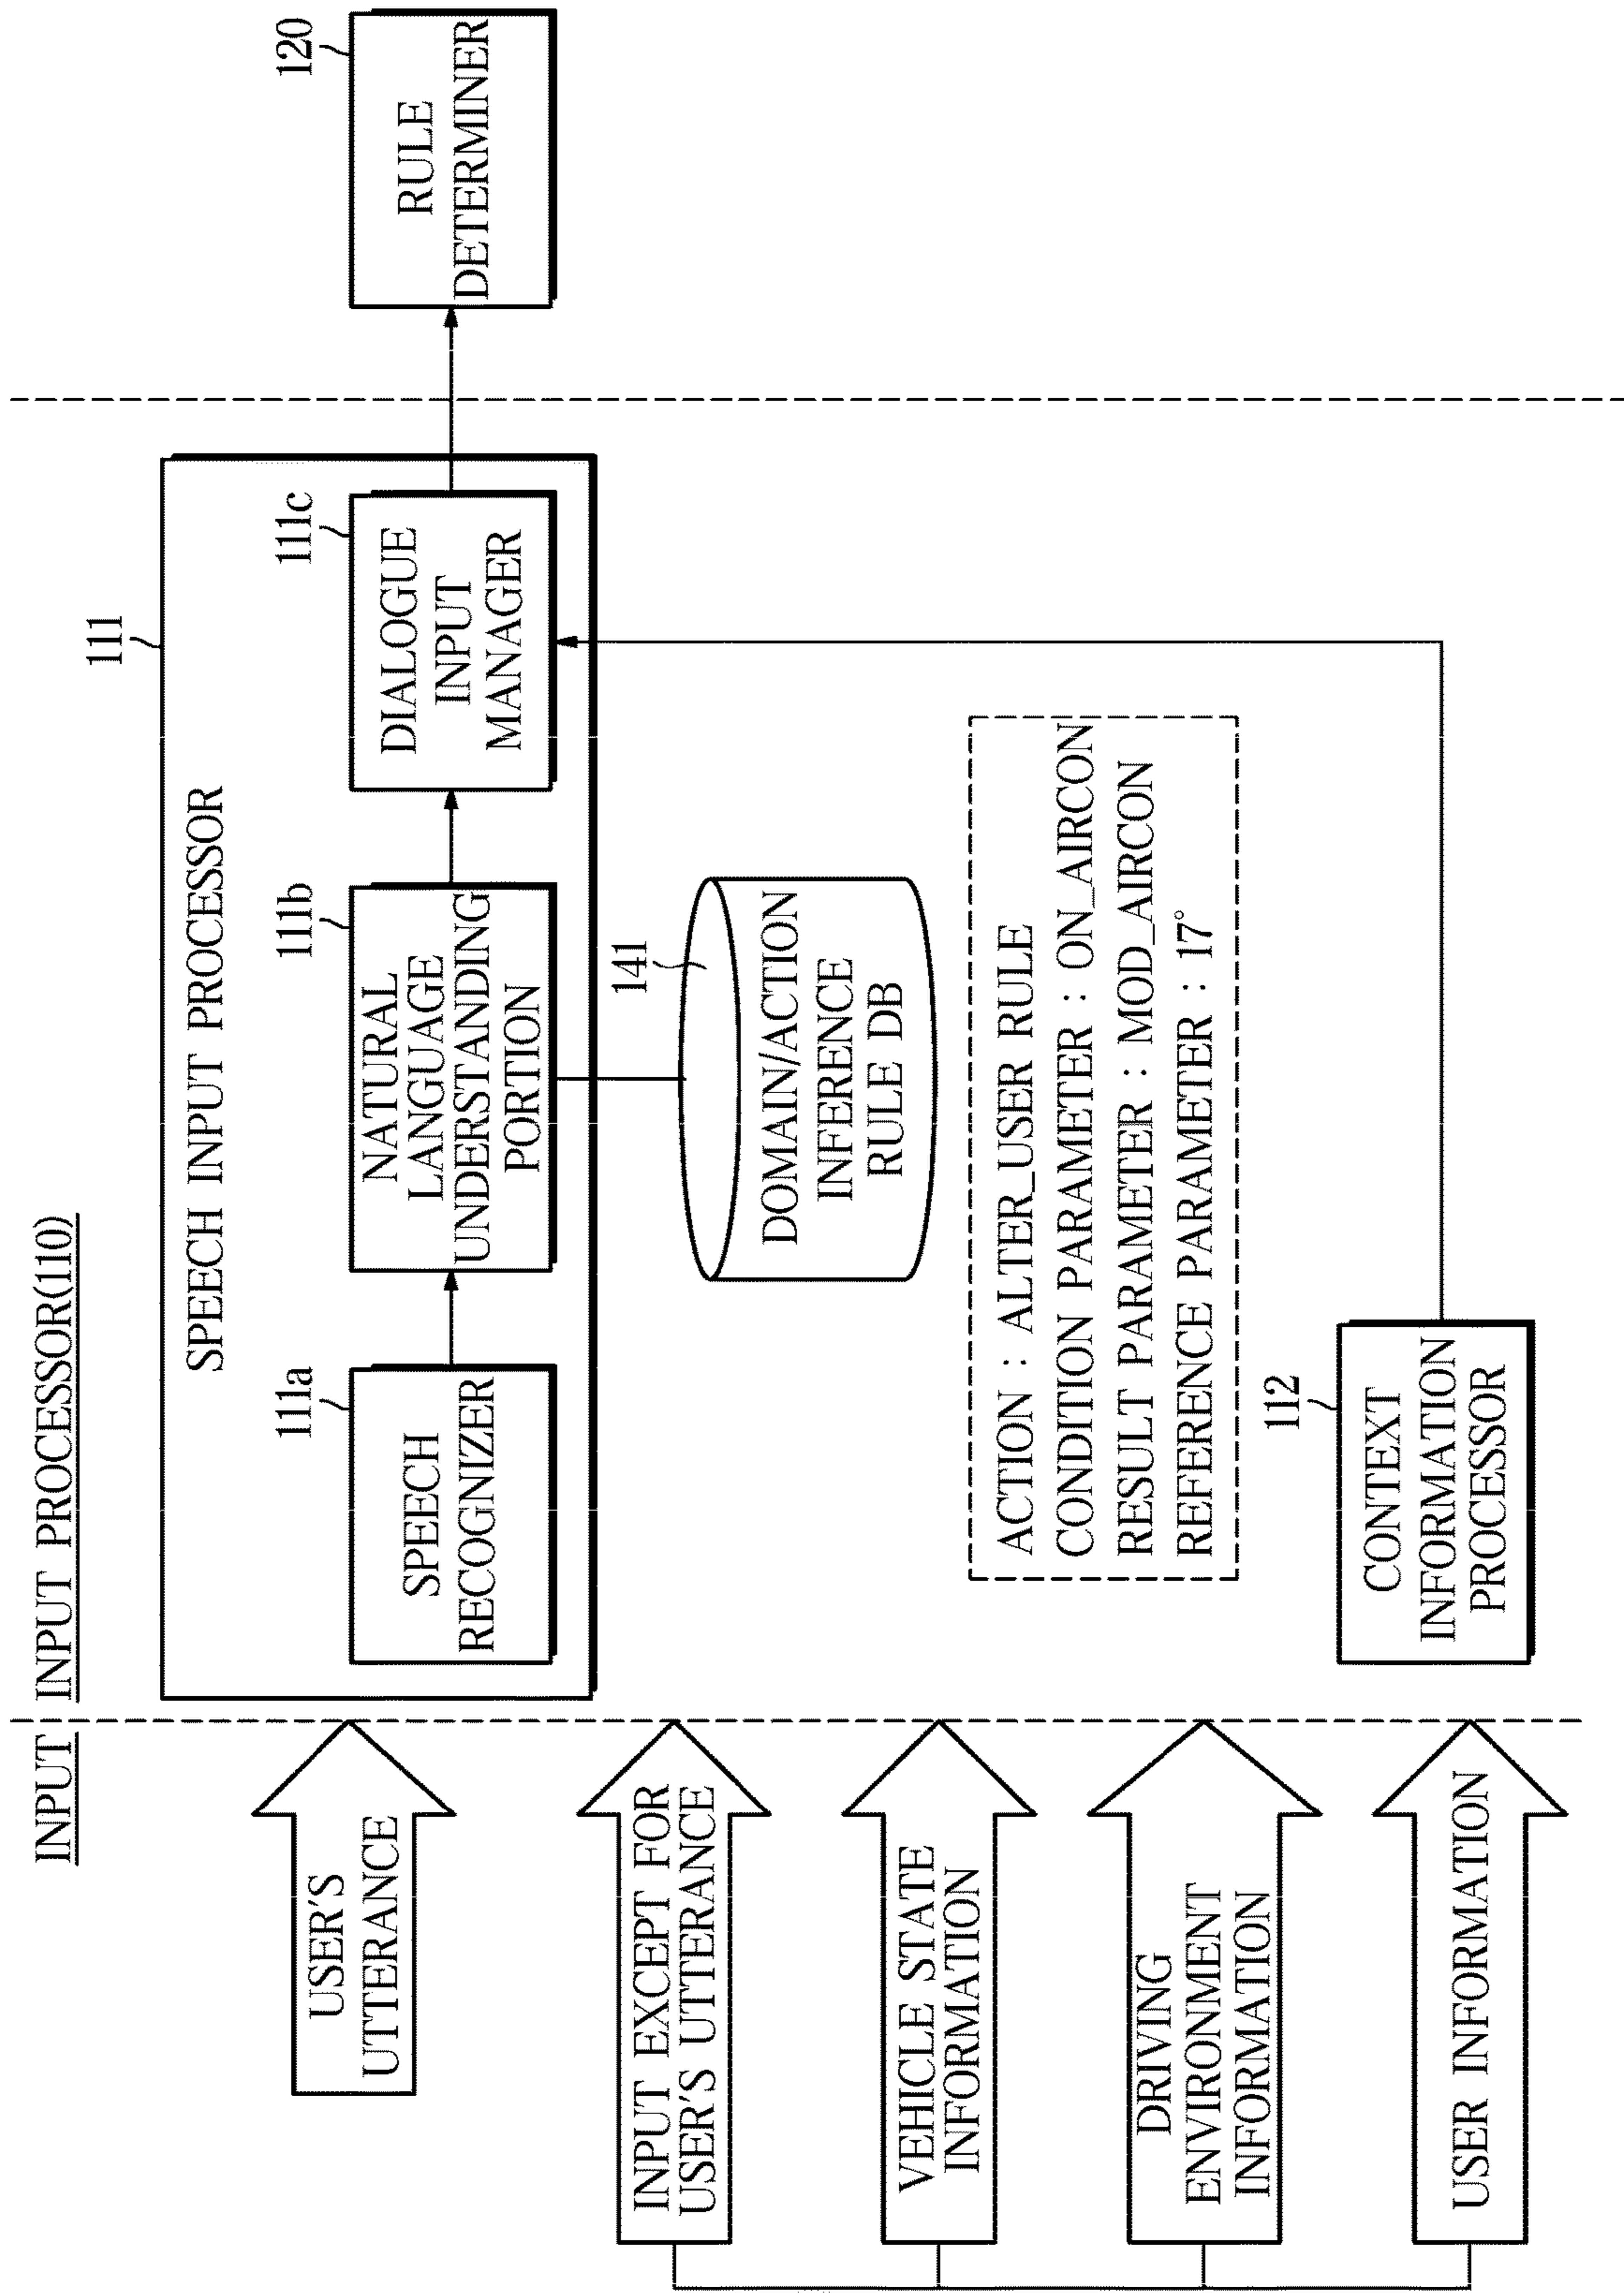 INPUT
INPUT PROCESSOR(110)
USER'S
UTTERANCE
INPUT EXCEPT FOR
USER'S UTTERANCE
VEHICLE STATE
INFORMATION
DRIVING
ENVIRONMENT
INFORMATION
USER INFORMATION
111
SPEECH INPUT PROCESSOR
111a
SPEECH
RECOGNIZER
111b
NATURAL
LANGUAGE
UNDERSTANDING
PORTION
111c
DIALOGUE
INPUT
MANAGER
141
DOMAIN/ACTION
INFERENCE
RULE DB
ACTION : ALTER_USER RULE
CONDITION PARAMETER : ON_AIRCON
RESULT PARAMETER : MOD_AIRCON
REFERENCE PARAMETER : 17°
112
CONTEXT
INFORMATION
PROCESSOR
120
RULE
DETERMINER